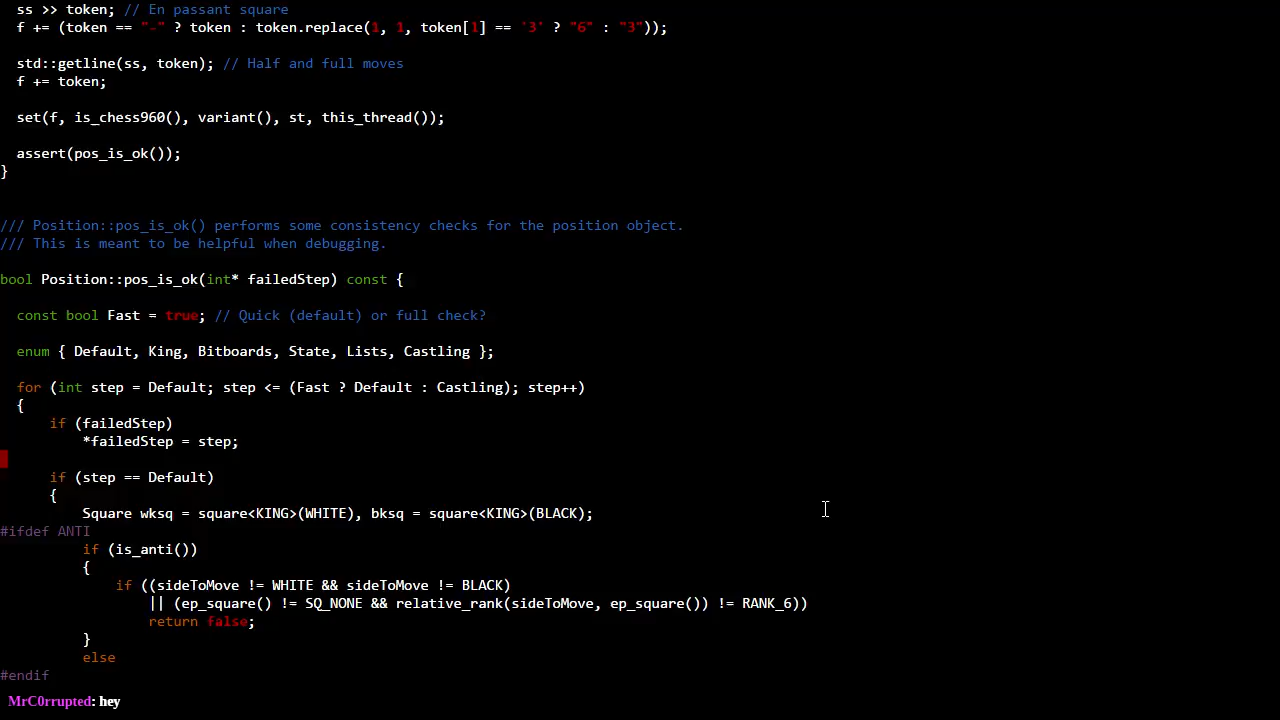 ss >> token; // En passant square
f += (token == "-" ? token : token.replace(1, 1, token[1] == '3' ? "6" : "3"));
std::getline(ss, token); // Half and full moves
f += token;
set(f, is_chess960(), variant(), st, this_thread());
assert(pos_is_ok());
}
/// Position::pos_is_ok() performs some consistency checks for the position object.
/// This is meant to be helpful when debugging.
bool Position::pos_is_ok(int* failedStep) const {
const bool Fast = true; // Quick (default) or full check?
enum { Default, King, Bitboards, State, Lists, Castling };
for (int step = Default; step <= (Fast ? Default : Castling); step++)
{
if (failedStep)
*failedStep = step;
if (step == Default)
{
Square wksq = square<KING>(WHITE), bksq = square<KING>(BLACK);
#ifdef ANTI
if (is_anti())
{
if ((sideToMove != WHITE && sideToMove != BLACK)
|| (ep_square() != SQ_NONE && relative_rank(sideToMove, ep_square()) != RANK_6))
return false;
}
else
#endif
MrC0rrupted: hey